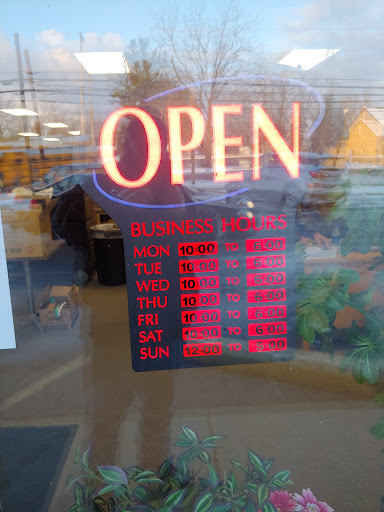 OPEN
BUSINESS HOURS
MON 10:00 TO 6:00
TUE 10:00 TO 6:00
WED 10:00 TO 6:00
THU 10:00 TO 6:00
FRI 10:00 TO 6:00
SAT 10:00 TO 6:00
SUN 12:00 TO :00